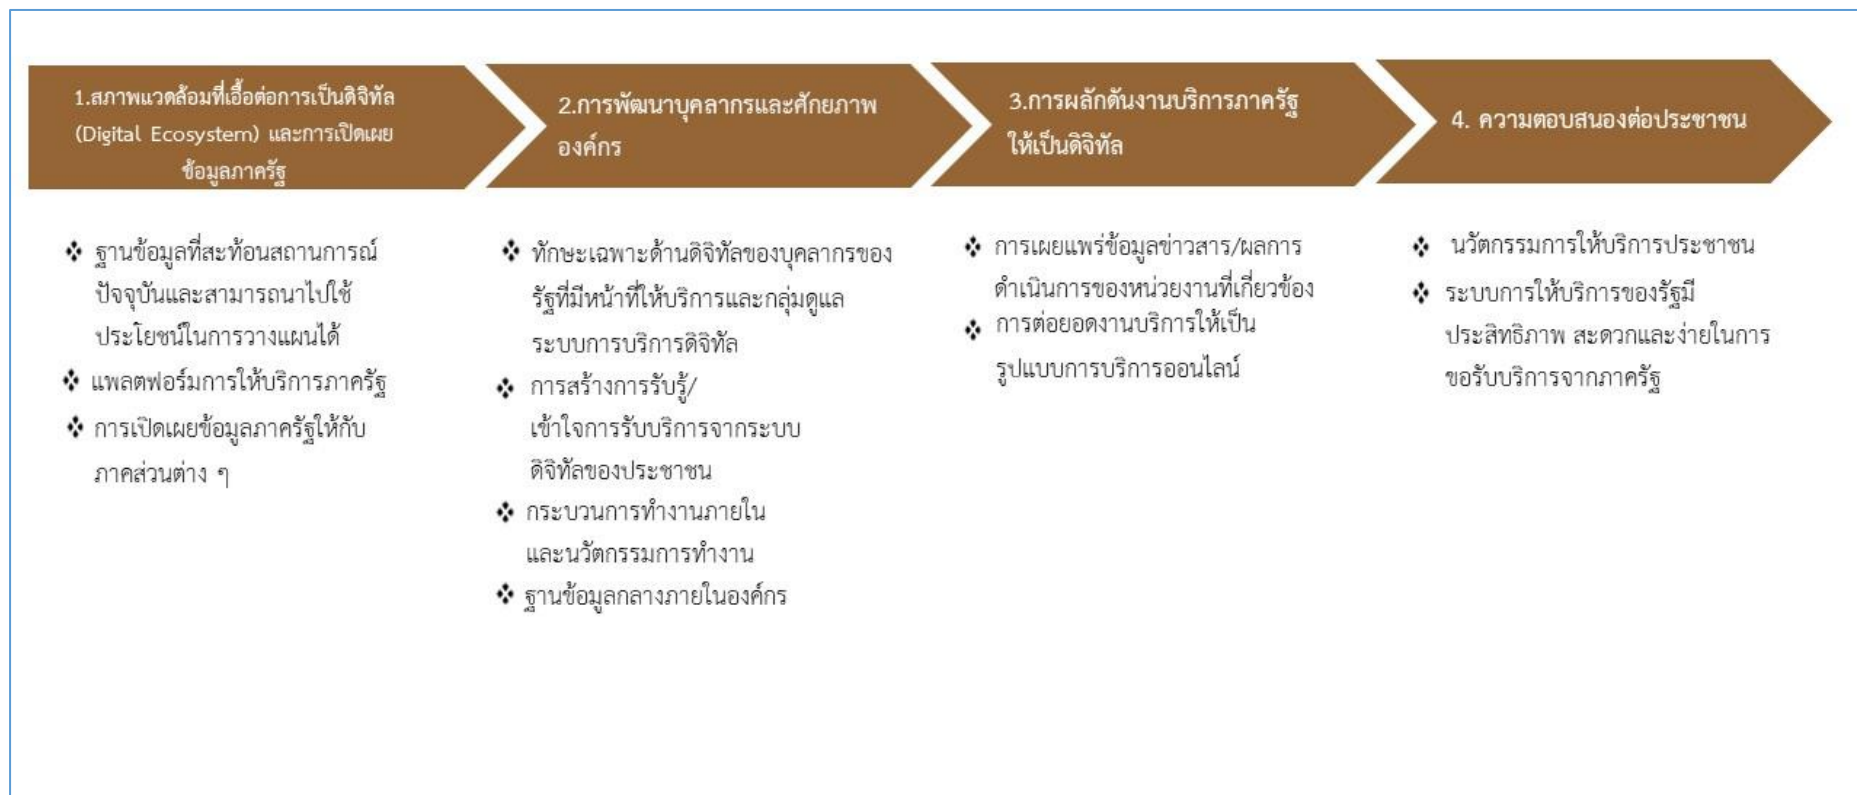 1.สภาพแวดล้อมที่เอื้อต่อการเป็นดิจิทัล
(Digital Ecosystem) และการเปิดเผย
ข้อมูลภาครัฐ
2.การพัฒนาบุคลากรและศักยภาพ
องค์กร
3.การผลักดันงานบริการภาครัฐ
ให้เป็นดิจิทัล
4. ความตอบสนองต่อประชาชน
❖ ฐานข้อมูลที่สะท้อนสถานการณ์
ปัจจุบันและสามารถนาไปใช้
ประโยชน์ในการวางแผนได้
❖ แพลตฟอร์มการให้บริการภาครัฐ
❖ การเปิดเผยข้อมูลภาครัฐให้กับ
ภาคส่วนต่าง ๆ
❖ ทักษะเฉพาะด้านดิจิทัลของบุคลากรของ
รัฐที่มีหน้าที่ให้บริการและกลุ่มดูแล
ระบบการบริการดิจิทัล
❖ การสร้างการรับรู้/
เข้าใจการรับบริการจากระบบ
ดิจิทัลของประชาชน
❖ กระบวนการทำงานภายใน
และนวัตกรรมการทำงาน
❖ ฐานข้อมูลกลางภายในองค์กร
❖ การเผยแพร่ข้อมูลข่าวสาร/ผลการ
ดำเนินการของหน่วยงานที่เกี่ยวข้อง
❖ การต่อยอดงานบริการให้เป็น
รูปแบบการบริการออนไลน์
❖ นวัตกรรมการให้บริการประชาชน
❖ ระบบการให้บริการของรัฐมี
ประสิทธิภาพ สะดวกและง่ายในการ
ขอรับบริการจากภาครัฐ